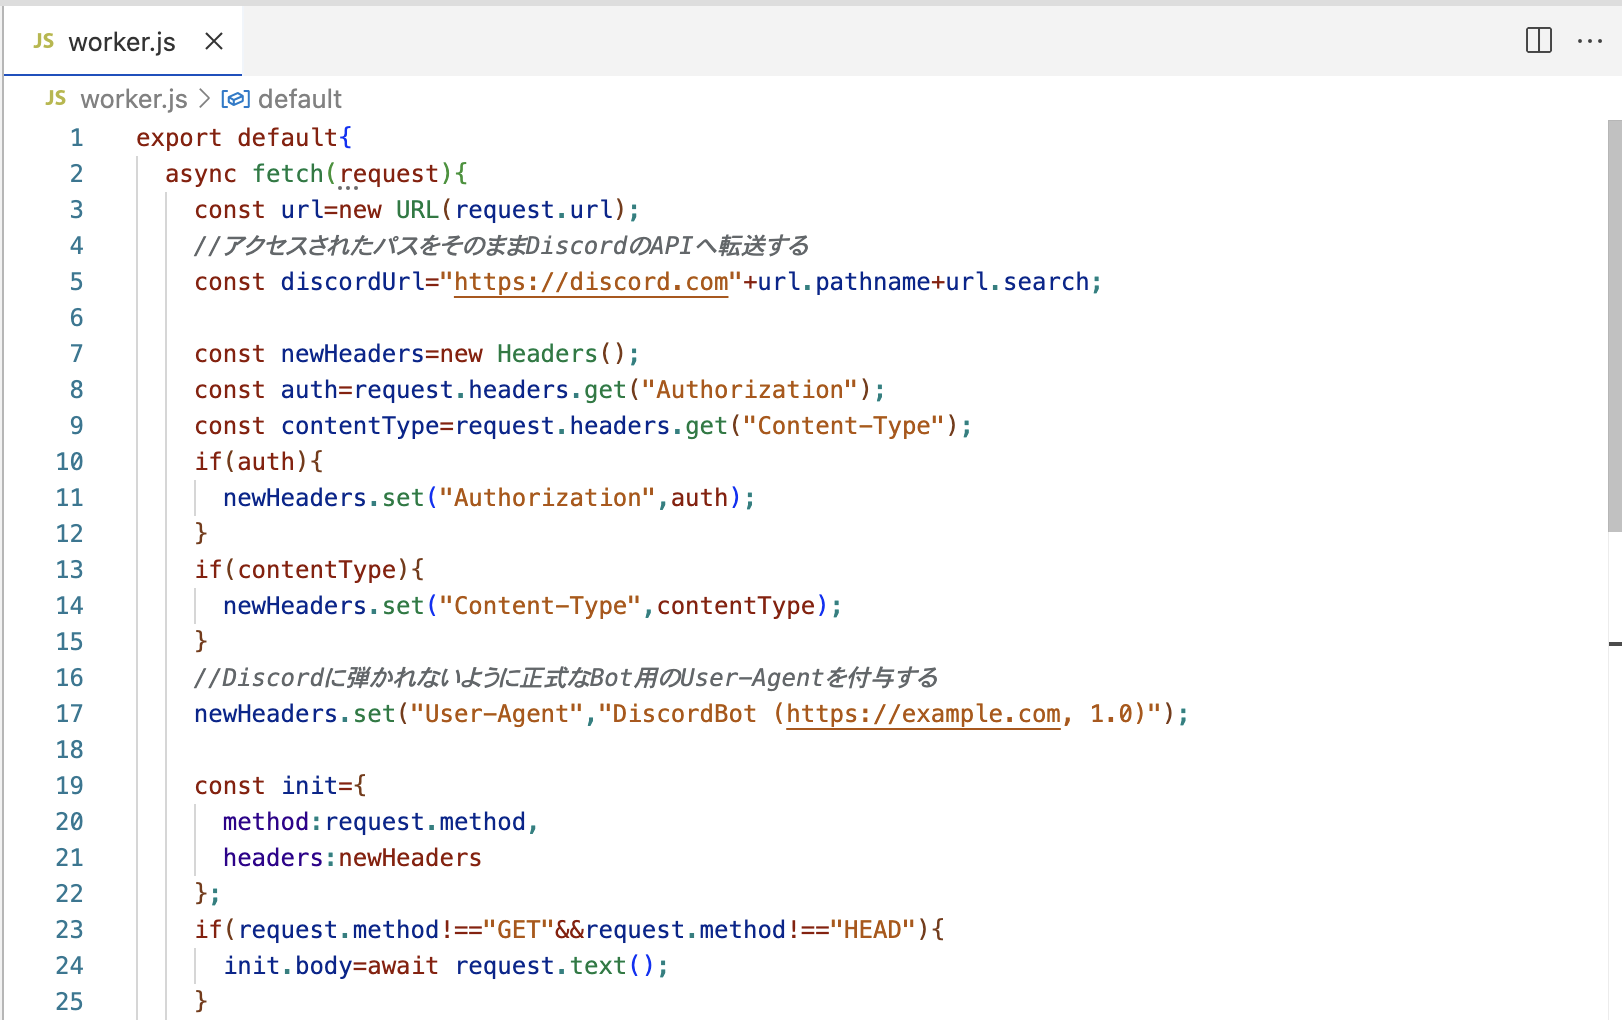 JS worker.js ×
JS worker.js > default
1 export default{
2   async fetch(request){
3     const url=new URL(request.url);
4     //アクセスされたパスをそのままDiscordのAPIへ転送する
5     const discordUrl="https://discord.com"+url.pathname+url.search;
6
7     const newHeaders=new Headers();
8     const auth=request.headers.get("Authorization");
9     const contentType=request.headers.get("Content-Type");
10     if(auth){
11       newHeaders.set("Authorization",auth);
12     }
13     if(contentType){
14       newHeaders.set("Content-Type",contentType);
15     }
16     //Discordに弾かれないように正式なBot用のUser-Agentを付与する
17     newHeaders.set("User-Agent","DiscordBot (https://example.com, 1.0)");
18
19     const init={
20       method:request.method,
21       headers:newHeaders
22     };
23     if(request.method!=="GET"&&request.method!=="HEAD"){
24       init.body=await request.text();
25     }